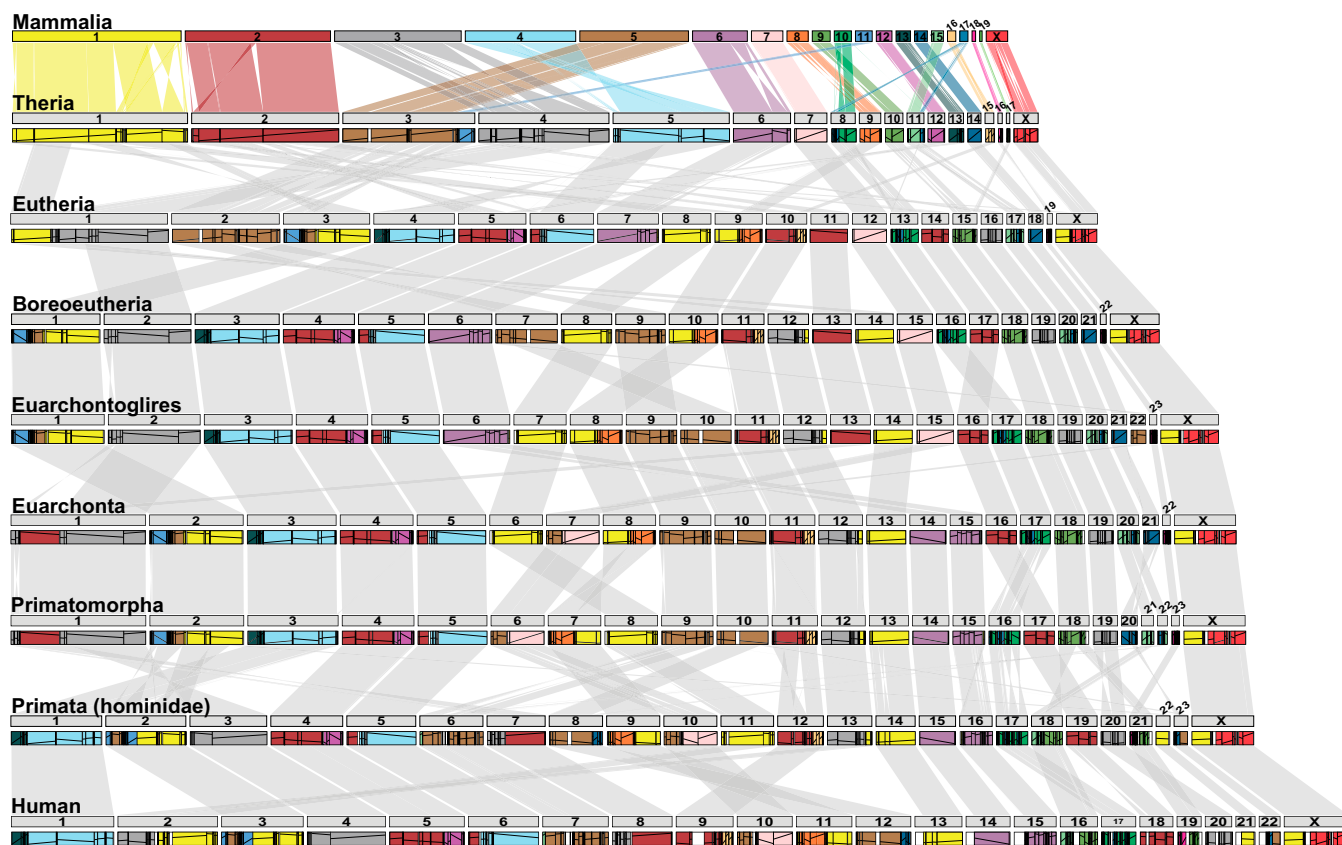 Mammalia
1 2 3 4 5 6 7 8 9 10 11 12 13 14 15 16 17 18 19 X
Theria
1 2 3 4 5 6 7 8 9 10 11 12 13 14 15 16 17 X
Eutheria
1 2 3 4 5 6 7 8 9 10 11 12 13 14 15 16 17 18 19 X
Boreoeutheria
1 2 3 4 5 6 7 8 9 10 11 12 13 14 15 16 17 18 19 20 21 22 X
Euarchontoglires
1 2 3 4 5 6 7 8 9 10 11 12 13 14 15 16 17 18 19 20 21 22 23 X
Euarchonta
1 2 3 4 5 6 7 8 9 10 11 12 13 14 15 16 17 18 19 20 21 22 X
Primatomorpha
1 2 3 4 5 6 7 8 9 10 11 12 13 14 15 16 17 18 19 20 21 22 23 X
Primata (hominidae)
1 2 3 4 5 6 7 8 9 10 11 12 13 14 15 16 17 18 19 20 21 22 23 X
Human
1 2 3 4 5 6 7 8 9 10 11 12 13 14 15 16 17 18 19 20 21 22 X